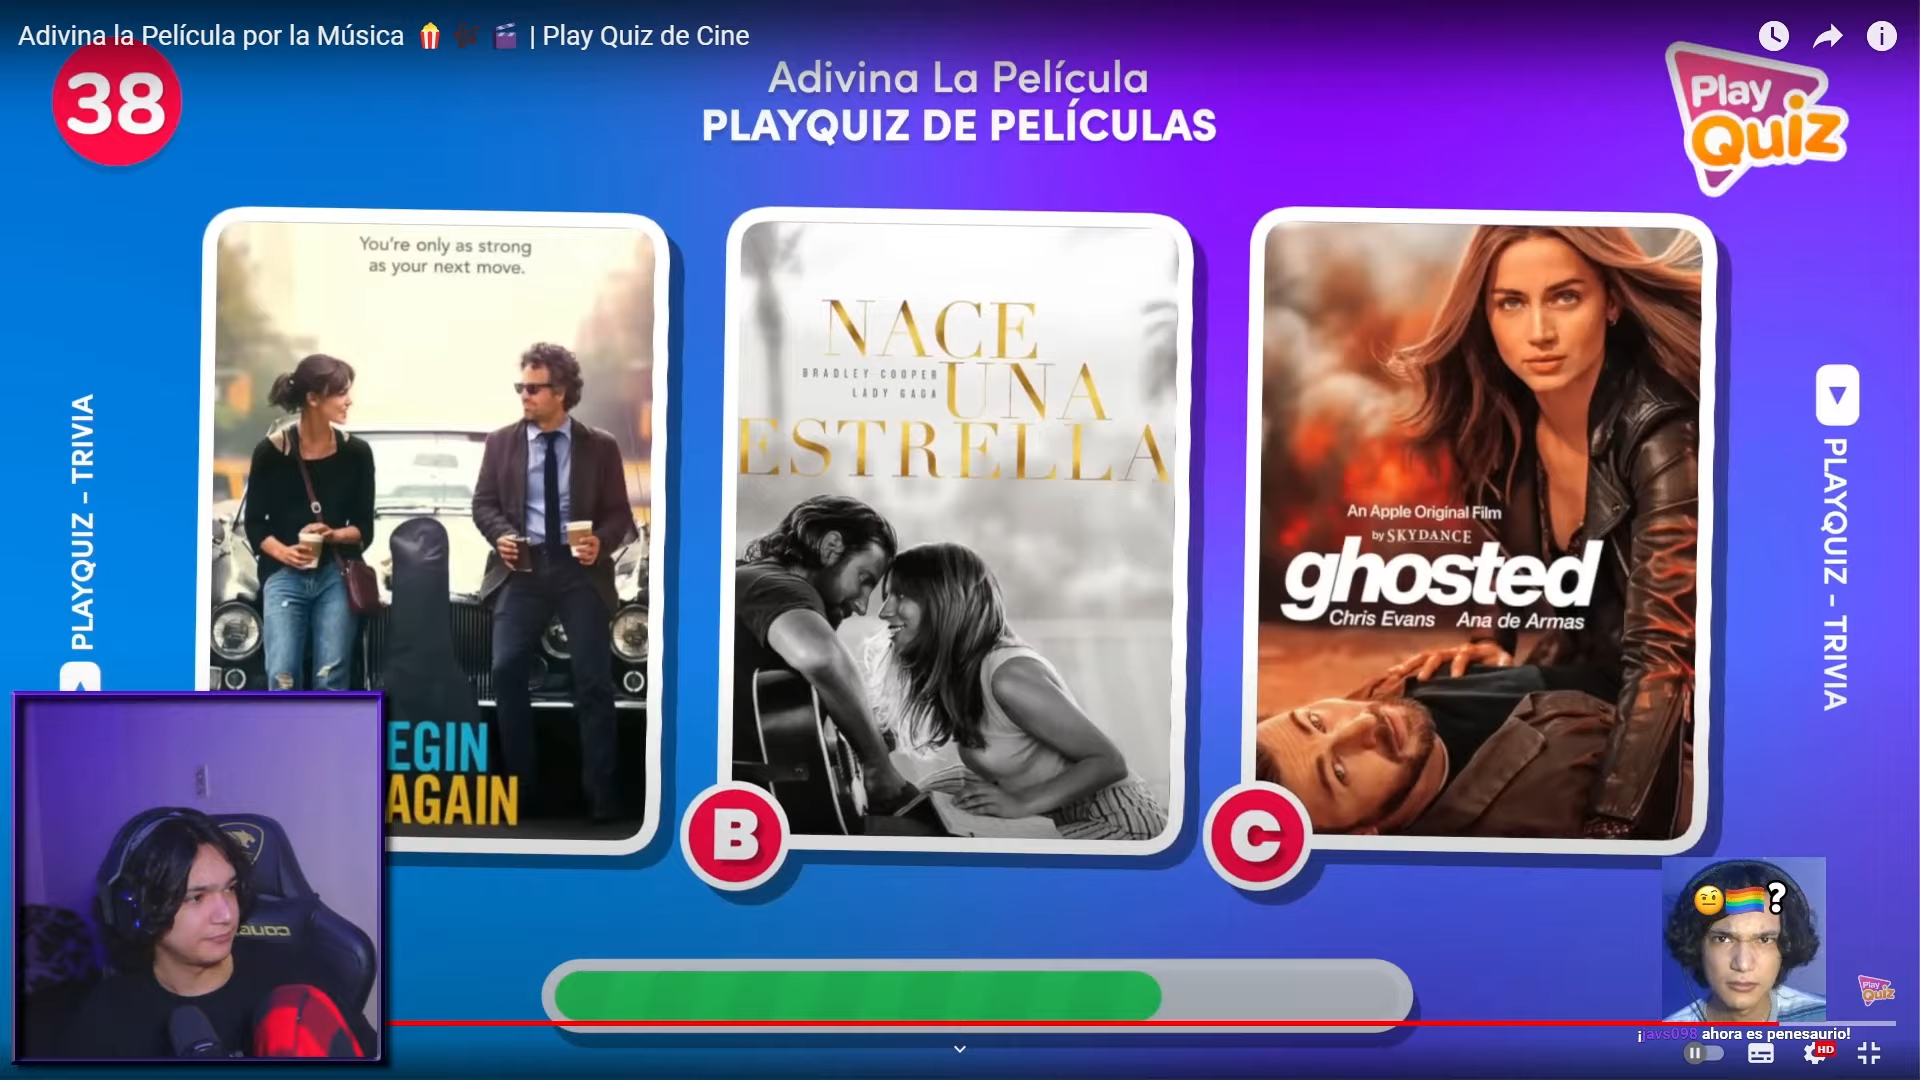 Adivina la Película por la Música 🍿 🎶 🎬 | Play Quiz de Cine
38
Adivina La Película
PLAYQUIZ DE PELÍCULAS
Play
Quiz
PLAYQUIZ - TRIVIA
You're only as strong
as your next move.
EGIN
AGAIN
NACE
BRADLEY COOPER
LADY GAGA
UNA
ESTRELLA
B
An Apple Original Film
by SKYDANCE
ghosted
Chris Evans Ana de Armas
C
PLAYQUIZ - TRIVIA
🤨🏳️‍🌈?
Play
Quiz
¡javs098 ahora es penesaurio!
HD